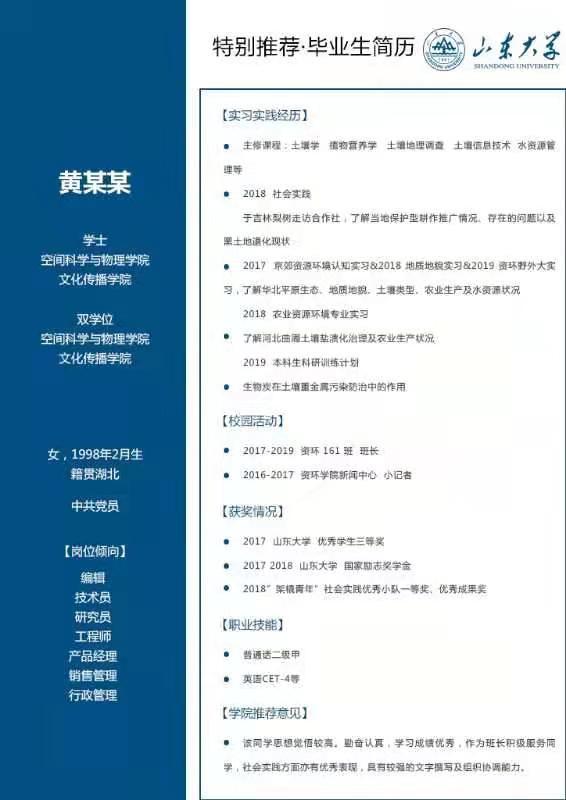 特别推荐·毕业生简历
山东大学
SHANDONG UNIVERSITY
黄某某
学士
空间科学与物理学院
文化传播学院
双学位
空间科学与物理学院
文化传播学院
女，1998年2月生
籍贯湖北
中共党员
【岗位倾向】
编辑
技术员
研究员
工程师
产品经理
销售管理
行政管理
【实习实践经历】
主修课程：土壤学 植物营养学 土壤地理调查 土壤信息技术 水资源管
理等
2018 社会实践
于吉林梨树走访合作社，了解当地保护型耕作推广情况、存在的问题以及
黑土地退化现状
2017 京郊资源环境认知实习&2018 地质地貌实习&2019 资环野外大实
习，了解华北平原生态、地质地貌、土壤类型、农业生产及水资源状况
2018 农业资源环境专业实习
了解河北曲周土壤盐渍化治理及农业生产状况
2019 本科生科研训练计划
生物炭在土壤重金属污染防治中的作用
【校园活动】
2017-2019 资环 161 班 班长
2016-2017 资环学院新闻中心 小记者
【获奖情况】
2017 山东大学 优秀学生三等奖
2017 2018 山东大学 国家励志奖学金
2018”架橇青年”社会实践优秀小队一等奖、优秀成果奖
【职业技能】
普通话二级甲
英语CET-4等
【学院推荐意见】
该同学思想觉悟较高。勤奋认真，学习成绩优秀，作为班长积极服务同
学，社会实践方面亦有优秀表现，具有较强的文字撰写及组织协调能力。